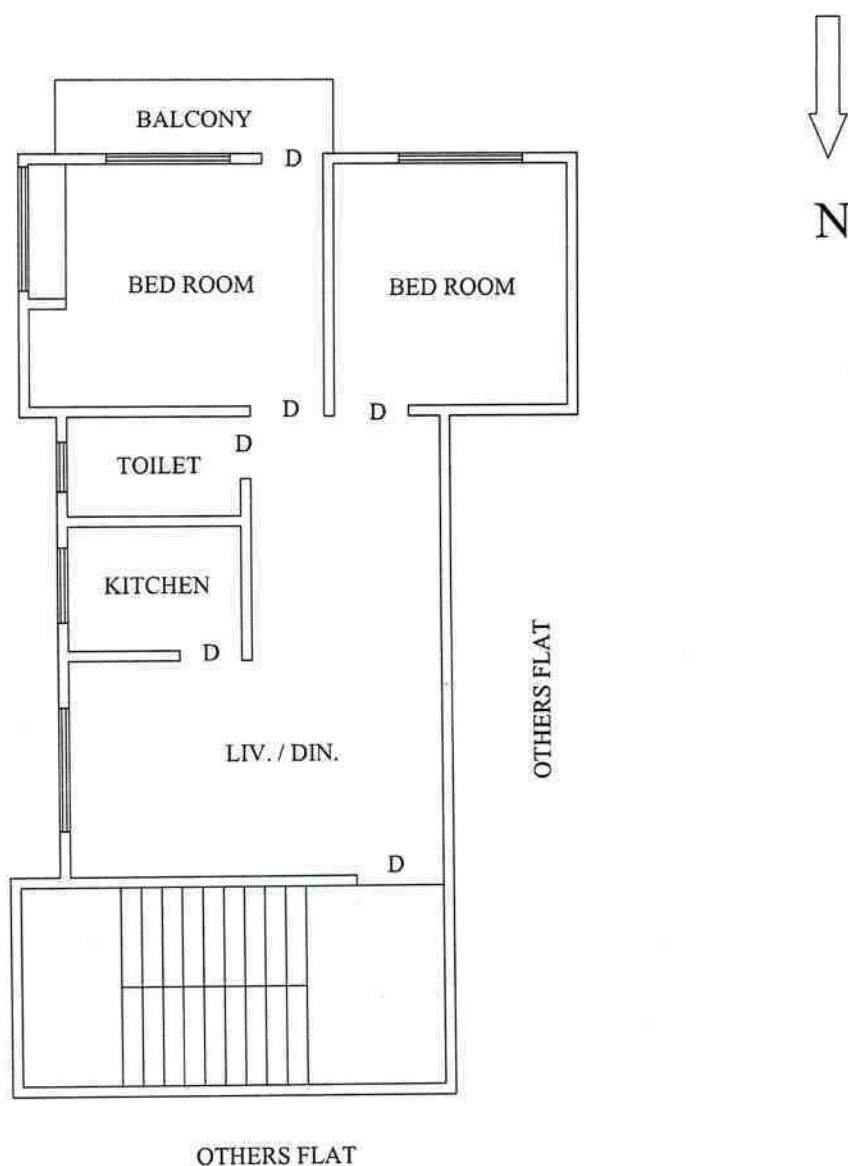 BALCONY
D
N
BED ROOM
BED ROOM
D
D
D
TOILET
KITCHEN
D
OTHERS FLAT
LIV. / DIN.
D
OTHERS FLAT